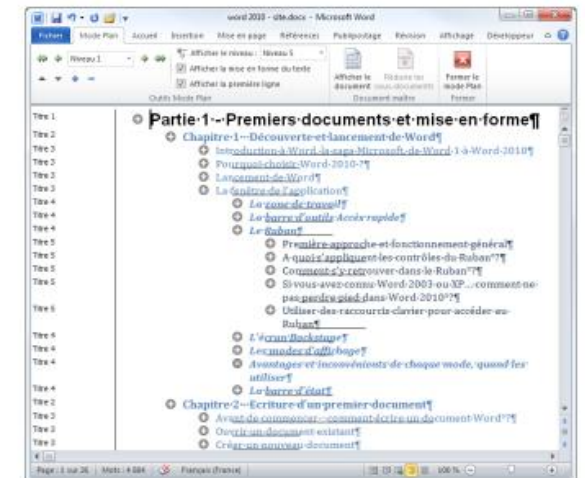 word 2010 - site.docx - Microsoft Word
Fichier Mode Plan Accueil Insertion Mise en page Références Publipostage Révision Affichage Développeur
Niveau 1
Afficher le niveau : Niveau 5
Afficher la mise en forme du texte
Afficher la première ligne
Afficher le document
Réduire les sous-documents
Fermer le mode Plan
Outils Mode Plan Document maître Fermer
Titre 1 Partie·1·-·Premiers·documents·et·mise·en·forme¶
Titre 2 Chapitre·1·-·Découverte·et·lancement·de·Word¶
Titre 3 Introduction·à·Word,·la·saga·Microsoft·de·Word·1·à·Word·2010¶
Titre 3 Pourquoi·choisir·Word·2010·?¶
Titre 3 Lancement·de·Word¶
Titre 3 La·fenêtre·de·l'application¶
Titre 4 La·zone·de·travail¶
Titre 4 La·barre·d'outils·Accès·rapide¶
Titre 4 Le·Ruban¶
Titre 5 Première·approche·et·fonctionnement·général¶
Titre 5 A·quoi·s'appliquent·les·contrôles·du·Ruban°?¶
Titre 5 Comment·s'y·retrouver·dans·le·Ruban°?¶
Titre 5 Si·vous·avez·connu·Word·2003·ou·XP…·comment·ne·
pas·perdre·pied·dans·Word·2010°?¶
Titre 5 Utiliser·des·raccourcis·clavier·pour·accéder·au·
Ruban¶
Titre 4 L'écran·Backstage¶
Titre 4 Les·modes·d'affichage¶
Titre 4 Avantages·et·inconvénients·de·chaque·mode,·quand·les·
utiliser¶
Titre 4 La·barre·d'état¶
Titre 2 Chapitre·2·-·Ecriture·d'un·premier·document¶
Titre 3 Avant·de·commencer·-·comment·écrire·un·document·Word°?¶
Titre 3 Ouvrir·un·document·existant¶
Titre 3 Créer·un·nouveau·document¶
Page : 1 sur 26 Mots : 4 084 Français (France) 100 %